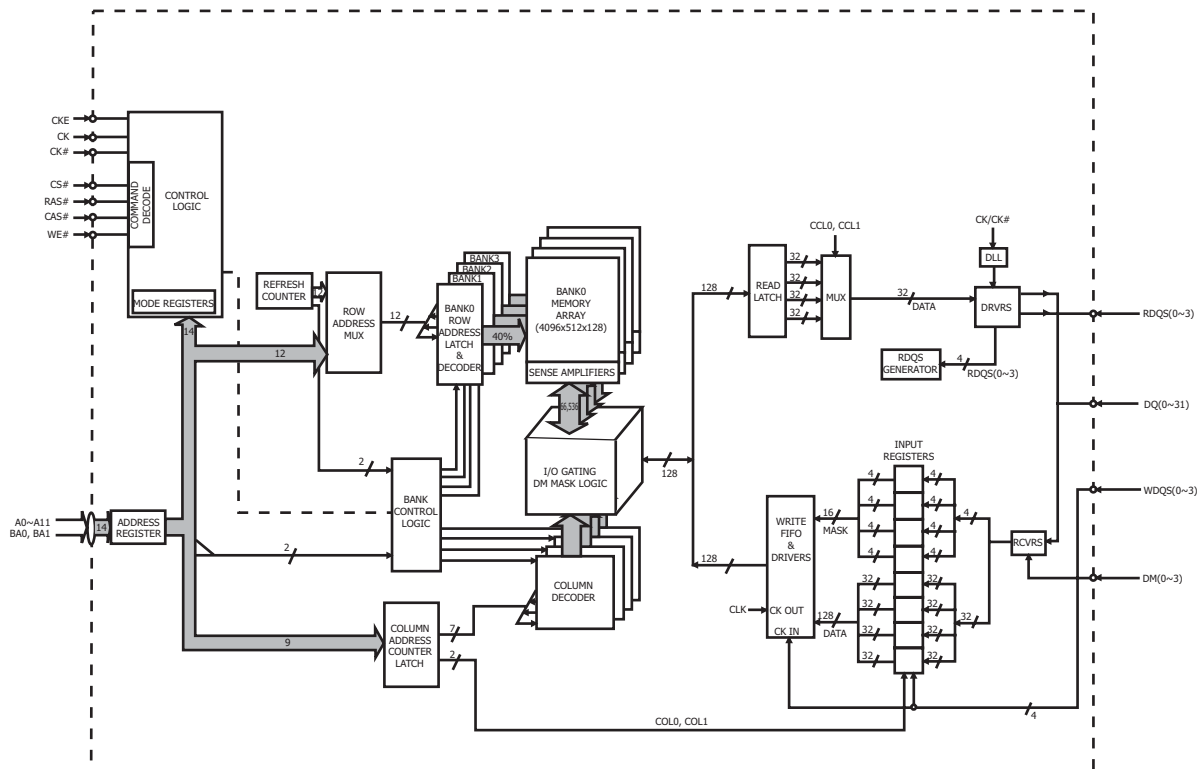 CKE
CK
CK#
CS#
RAS#
CAS#
WE#
COMMAND
DECODE
CONTROL
LOGIC
MODE REGISTERS
14
12
REFRESH
COUNTER
12
ROW
ADDRESS
MUX
12
BANK3
BANK2
BANK1
BANK0
ROW
ADDRESS
LATCH
&
DECODER
40%
BANK0
MEMORY
ARRAY
(4096x512x128)
SENSE AMPLIFIERS
66,536
I/O GATING
DM MASK LOGIC
128
2
BANK
CONTROL
LOGIC
2
A0~A11
BA0, BA1
14
ADDRESS
REGISTER
9
COLUMN
ADDRESS
COUNTER
LATCH
7
2
COLUMN
DECODER
COL0, COL1
128
READ
LATCH
32
32
32
32
CCL0, CCL1
MUX
32
DATA
CK/CK#
DLL
DRVRS
RDQS
GENERATOR
4
RDQS(0~3)
RDQS(0~3)
DQ(0~31)
WDQS(0~3)
DM(0~3)
RCVRS
INPUT
REGISTERS
4
4
4
4
4
4
4
4
4
32
32
32
32
32
32
32
32
32
16
MASK
128
DATA
WRITE
FIFO
&
DRIVERS
CLK
CK OUT
CK IN
128
4